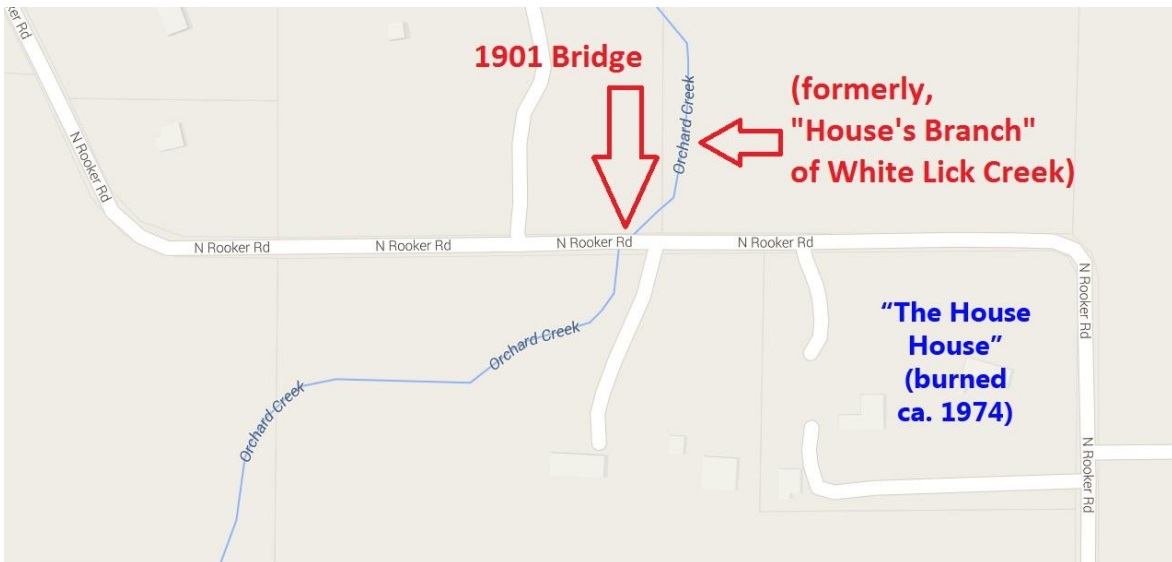 er Rd
1901 Bridge
(formerly,
"House's Branch"
of White Lick Creek)
Orchard Creek
N Rooker Rd
N Rooker Rd
N Rooker Rd
N Rooker Rd
N Rooker Rd
N Rooker Rd
“The House
House”
(burned
ca. 1974)
Orchard Creek
Orchard Creek
N Rooker Rd